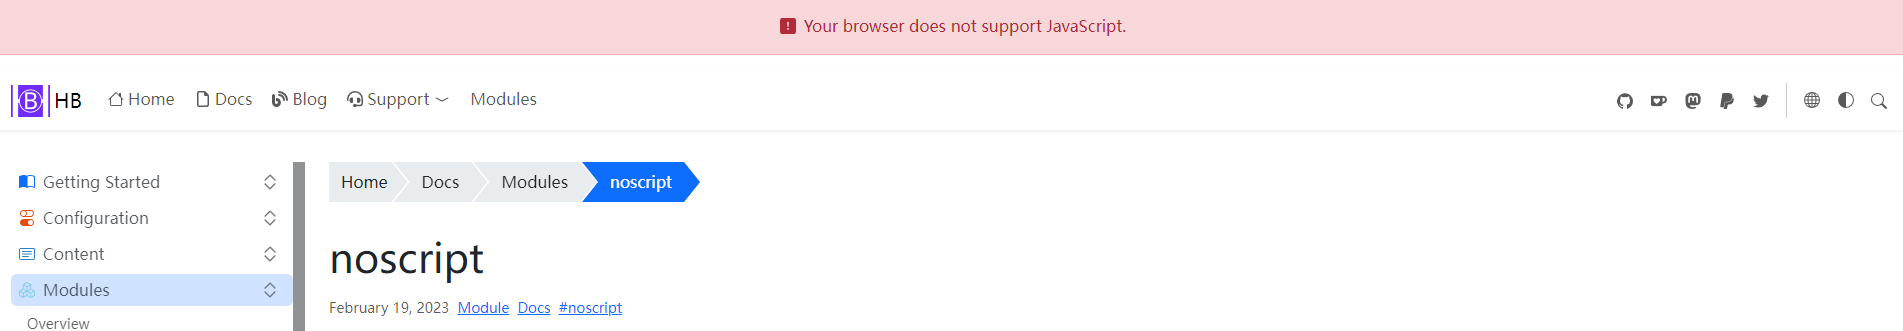 Your browser does not support JavaScript.
B HB Home Docs Blog Support Modules
Getting Started
Configuration
Content
Modules
Overview
Home Docs Modules noscript
noscript
February 19, 2023 Module Docs #noscript